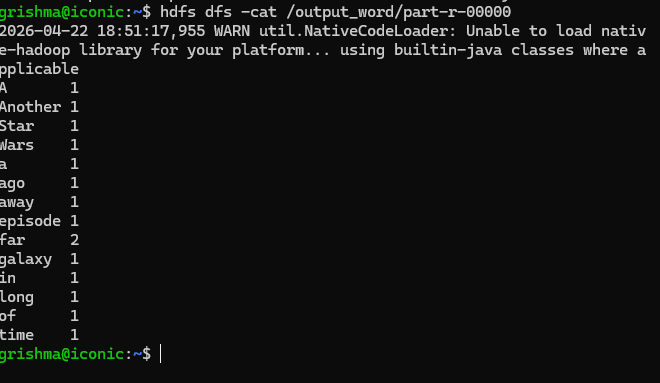 grishma@iconic:~$ hdfs dfs -cat /output_word/part-r-00000
2026-04-22 18:51:17,955 WARN util.NativeCodeLoader: Unable to load nativ
e-hadoop library for your platform... using builtin-java classes where a
pplicable
A       1
Another 1
Star    1
Wars    1
a       1
ago     1
away    1
episode 1
far     2
galaxy  1
in      1
long    1
of      1
time    1
grishma@iconic:~$